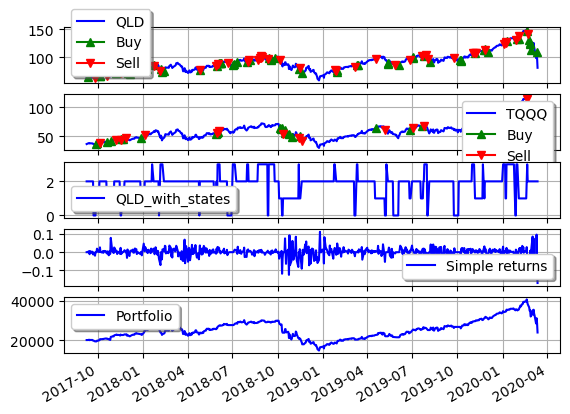 QLD
Buy
Sell
150
100
TQQQ
Buy
Sell
100
50
QLD_with_states
2
0
Simple returns
0.1
0.0
−0.1
Portfolio
40000
20000
2017-10
2018-01
2018-04
2018-07
2018-10
2019-01
2019-04
2019-07
2019-10
2020-01
2020-04